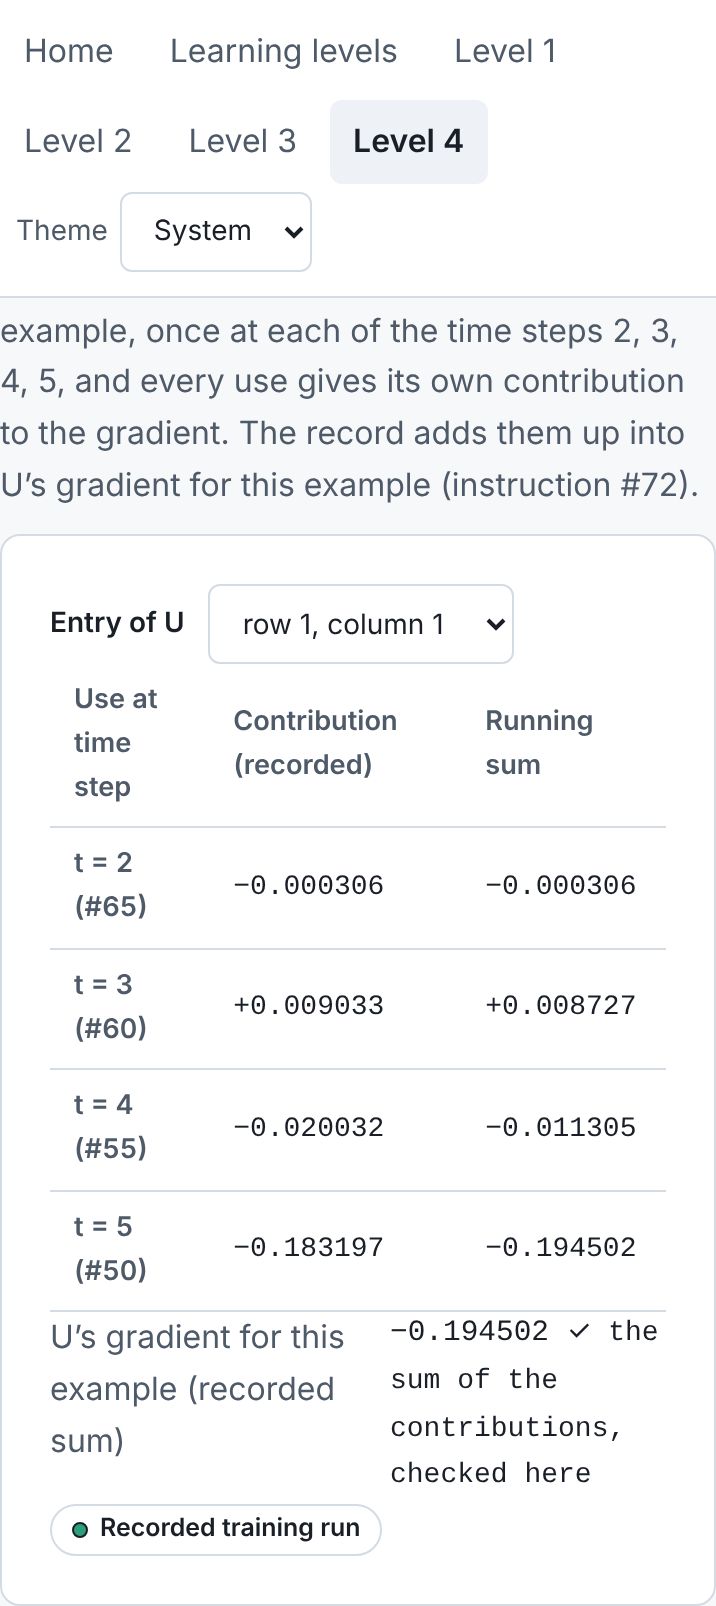 Home Learning levels Level 1
Level 2 Level 3 Level 4
Theme System
example, once at each of the time steps 2, 3,
4, 5, and every use gives its own contribution
to the gradient. The record adds them up into
U’s gradient for this example (instruction #72).
Entry of U row 1, column 1
Use at
time
step
Contribution
(recorded)
Running
sum
t = 2
(#65)
−0.000306
−0.000306
t = 3
(#60)
+0.009033
+0.008727
t = 4
(#55)
−0.020032
−0.011305
t = 5
(#50)
−0.183197
−0.194502
U’s gradient for this
example (recorded
sum)
−0.194502 ✓ the
sum of the
contributions,
checked here
Recorded training run